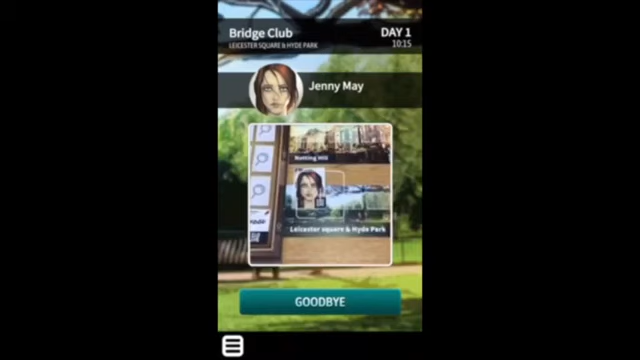 Bridge Club
DAY 1
LEICESTER SQUARE & HYDE PARK
10:15
Jenny May
Notting Hill
Leicester square & Hyde Park
GOODBYE